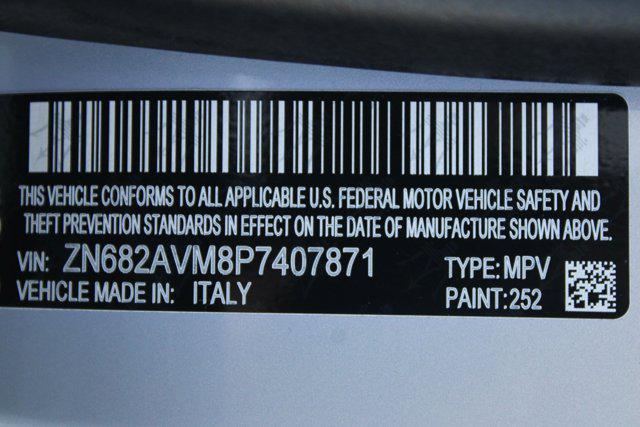 THIS VEHICLE CONFORMS TO ALL APPLICABLE U.S. FEDERAL MOTOR VEHICLE SAFETY AND
THEFT PREVENTION STANDARDS IN EFFECT ON THE DATE OF MANUFACTURE SHOWN ABOVE.
VIN: ZN682AVM8P7407871 TYPE: MPV
VEHICLE MADE IN: ITALY PAINT:252